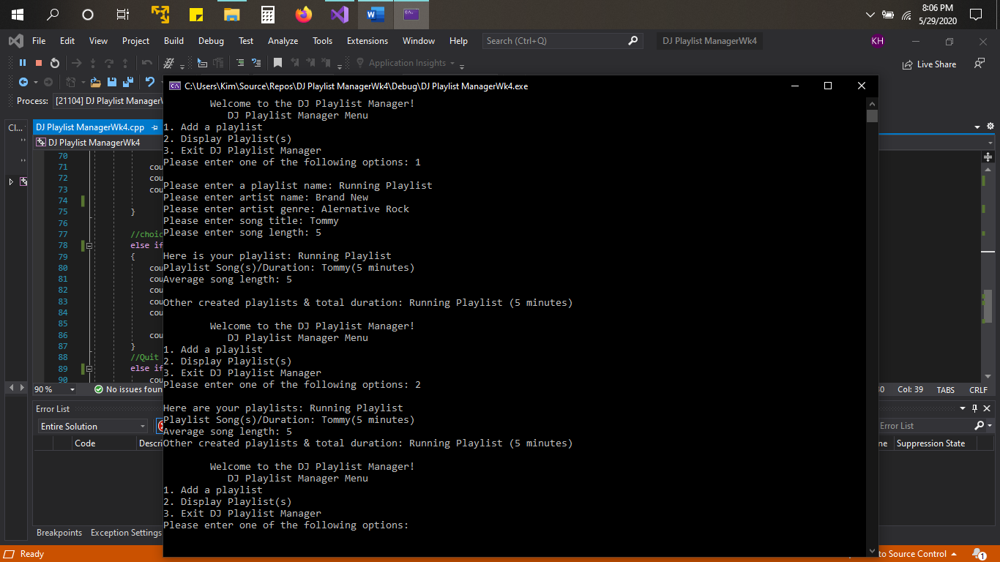 8:06 PM
5/29/2020
File Edit View Project Build Debug Test Analyze Tools Extensions Window Help Search (Ctrl+Q) DJ Playlist ManagerWk4 KH
Application Insights
Live Share
Process: [21104] DJ Playlist Manager
C:\Users\Kim\Source\Repos\DJ Playlist ManagerWk4\Debug\DJ Playlist ManagerWk4.exe
Cl...
DJ Playlist ManagerWk4.cpp
DJ Playlist ManagerWk4
70
71 cou
72 cou
73 cou
74
75 }
76
77 //choic
78 else if
79 {
80 cou
81 cou
82 cou
83 cou
84 cou
85
86 cou
87 }
88 //Quit
89 else if
90 cou
Welcome to the DJ Playlist Manager!
DJ Playlist Manager Menu
1. Add a playlist
2. Display Playlist(s)
3. Exit DJ Playlist Manager
Please enter one of the following options: 1
Please enter a playlist name: Running Playlist
Please enter artist name: Brand New
Please enter artist genre: Alernative Rock
Please enter song title: Tommy
Please enter song length: 5
Here is your playlist: Running Playlist
Playlist Song(s)/Duration: Tommy(5 minutes)
Average song length: 5
Other created playlists & total duration: Running Playlist (5 minutes)
Welcome to the DJ Playlist Manager!
DJ Playlist Manager Menu
1. Add a playlist
2. Display Playlist(s)
3. Exit DJ Playlist Manager
Please enter one of the following options: 2
Here are your playlists: Running Playlist
Playlist Song(s)/Duration: Tommy(5 minutes)
Average song length: 5
Other created playlists & total duration: Running Playlist (5 minutes)
Welcome to the DJ Playlist Manager!
DJ Playlist Manager Menu
1. Add a playlist
2. Display Playlist(s)
3. Exit DJ Playlist Manager
Please enter one of the following options:
90 % No issues foun
Col: 39 TABS CRLF
Error List
Entire Solution
Error List
Code Descri
Suppression State
Breakpoints Exception Settings
Ready
to Source Control
1